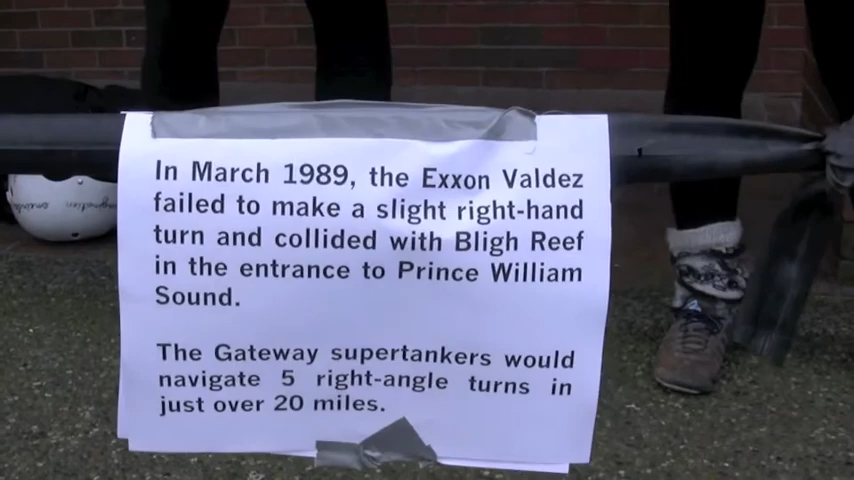 In March 1989, the Exxon Valdez
failed to make a slight right-hand
turn and collided with Bligh Reef
in the entrance to Prince William
Sound.
The Gateway supertankers would
navigate 5 right-angle turns in
just over 20 miles.